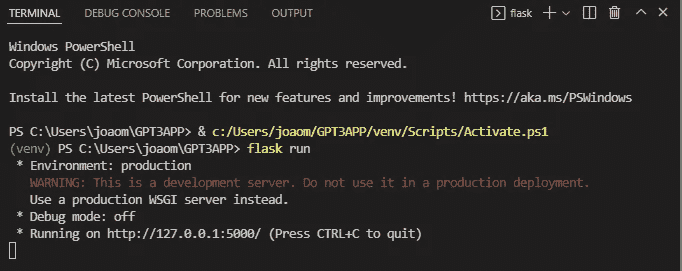 TERMINAL DEBUG CONSOLE PROBLEMS OUTPUT flask
Windows PowerShell
Copyright (C) Microsoft Corporation. All rights reserved.
Install the latest PowerShell for new features and improvements! https://aka.ms/PSWindows
PS C:\Users\joaom\GPT3APP> & c:/Users/joaom/GPT3APP/venv/Scripts/Activate.ps1
(venv) PS C:\Users\joaom\GPT3APP> flask run
* Environment: production
WARNING: This is a development server. Do not use it in a production deployment.
Use a production WSGI server instead.
* Debug mode: off
* Running on http://127.0.0.1:5000/ (Press CTRL+C to quit)